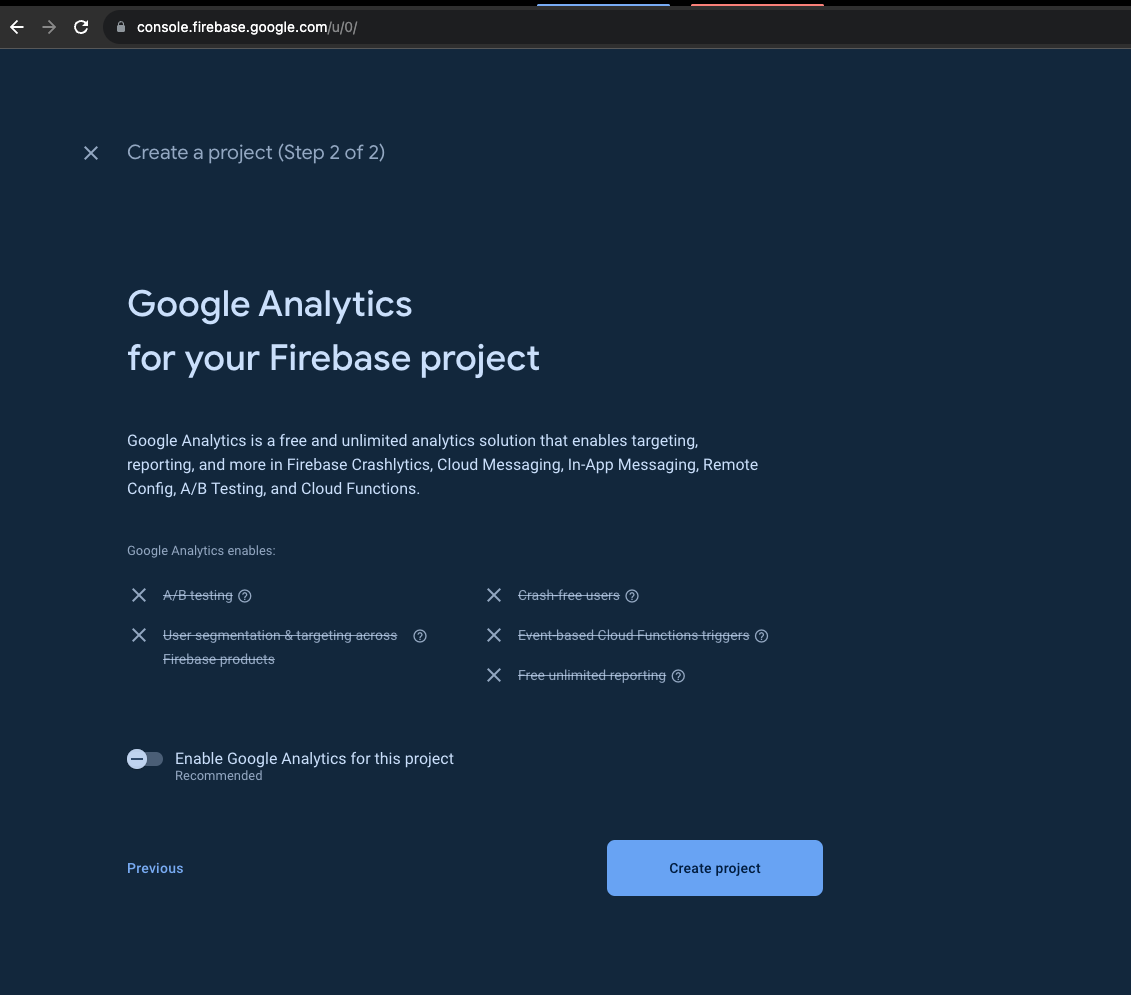 console.firebase.google.com/u/0/
Create a project (Step 2 of 2)
Google Analytics
for your Firebase project
Google Analytics is a free and unlimited analytics solution that enables targeting,
reporting, and more in Firebase Crashlytics, Cloud Messaging, In-App Messaging, Remote
Config, A/B Testing, and Cloud Functions.
Google Analytics enables:
A/B testing
User segmentation & targeting across
Firebase products
Crash-free users
Event-based Cloud Functions triggers
Free unlimited reporting
Enable Google Analytics for this project
Recommended
Previous
Create project